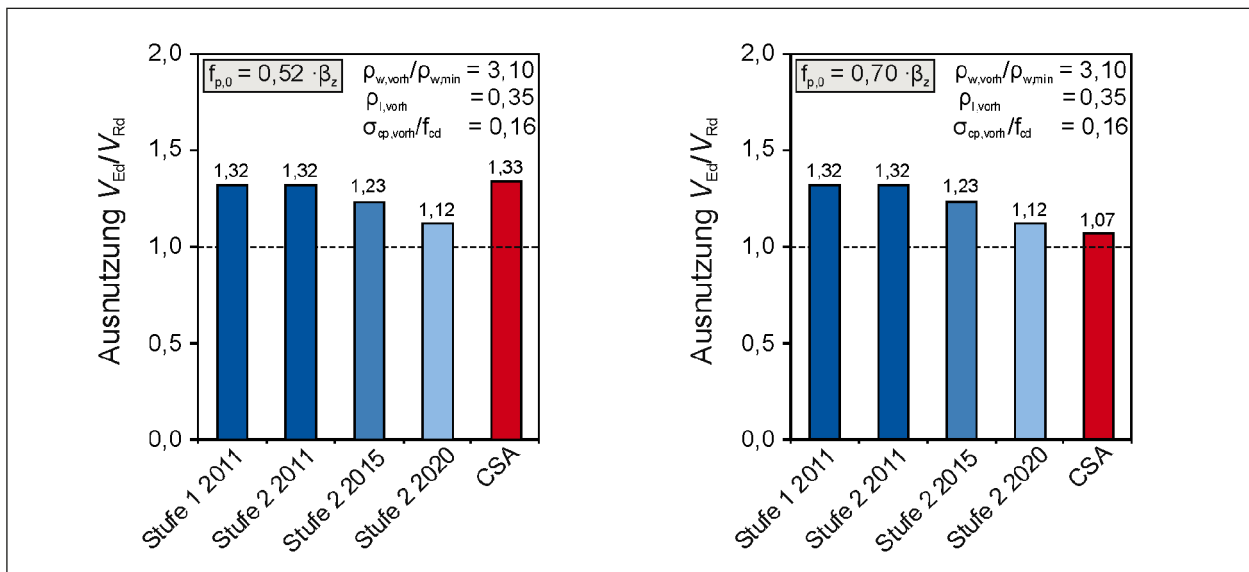 Ausnutzung V_Ed/V_Rd
2,0
1,5
1,0
0,5
0,0
f_p,0 = 0,52 · β_z
ρ_w,vorh/ρ_w,min = 3,10
ρ_l,vorh = 0,35
σ_cp,vorh/f_cd = 0,16
1,32
1,32
1,23
1,12
1,33
Stufe 1 2011
Stufe 2 2011
Stufe 2 2015
Stufe 2 2020
CSA
Ausnutzung V_Ed/V_Rd
2,0
1,5
1,0
0,5
0,0
f_p,0 = 0,70 · β_z
ρ_w,vorh/ρ_w,min = 3,10
ρ_l,vorh = 0,35
σ_cp,vorh/f_cd = 0,16
1,32
1,32
1,23
1,12
1,07
Stufe 1 2011
Stufe 2 2011
Stufe 2 2015
Stufe 2 2020
CSA